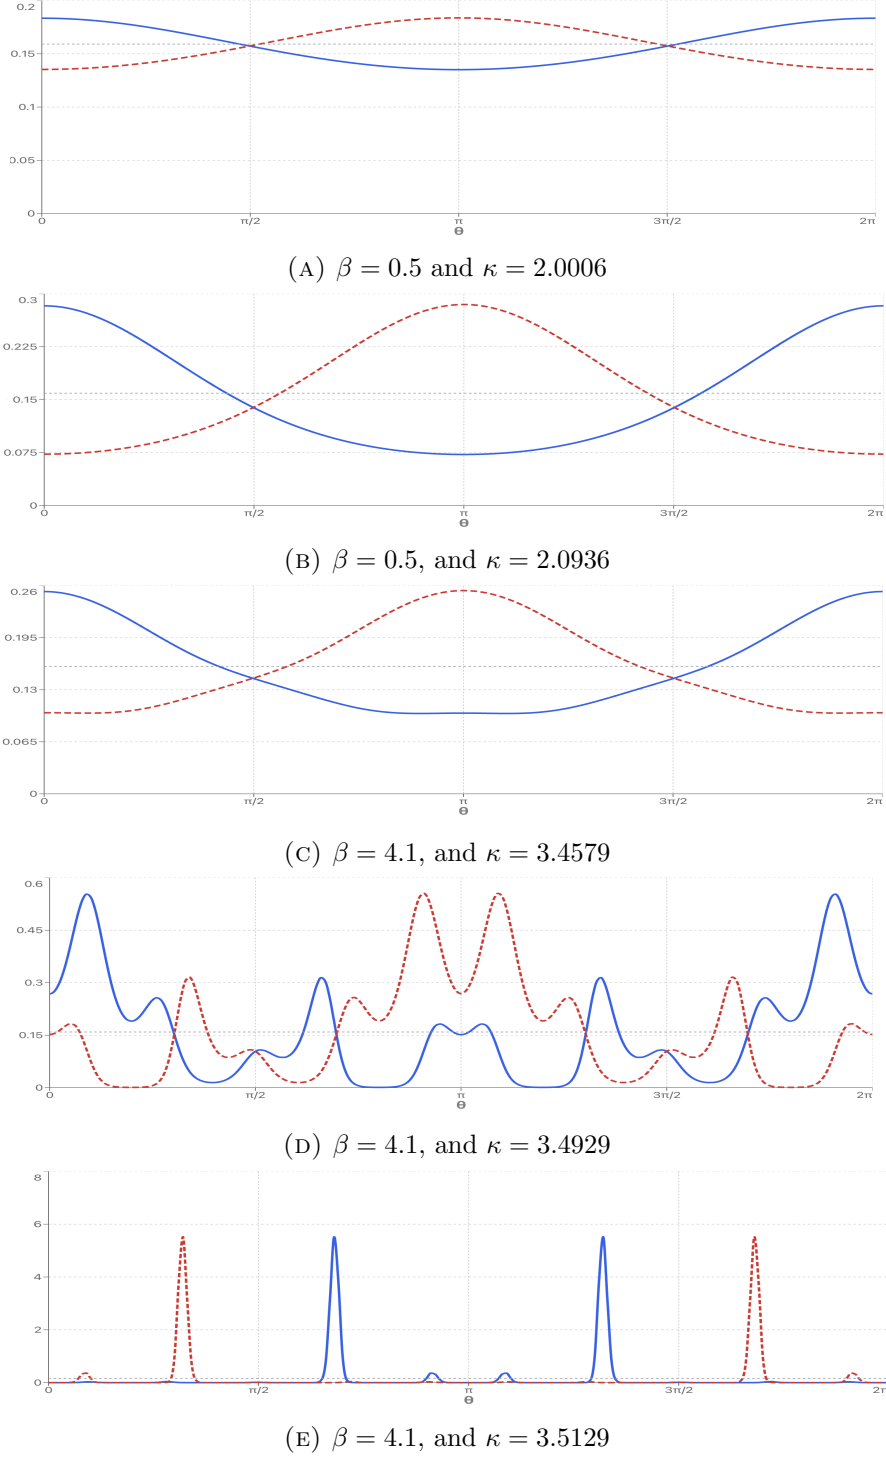 0.2
0.15
0.1
0.05
0
0 π/2 π 3π/2 2π
θ
(A) β = 0.5 and κ = 2.0006
0.3
0.225
0.15
0.075
0
0 π/2 π 3π/2 2π
θ
(B) β = 0.5, and κ = 2.0936
0.26
0.195
0.13
0.065
0
0 π/2 π 3π/2 2π
θ
(C) β = 4.1, and κ = 3.4579
0.6
0.45
0.3
0.15
0
0 π/2 π 3π/2 2π
θ
(D) β = 4.1, and κ = 3.4929
8
6
4
2
0
0 π/2 π 3π/2 2π
θ
(E) β = 4.1, and κ = 3.5129